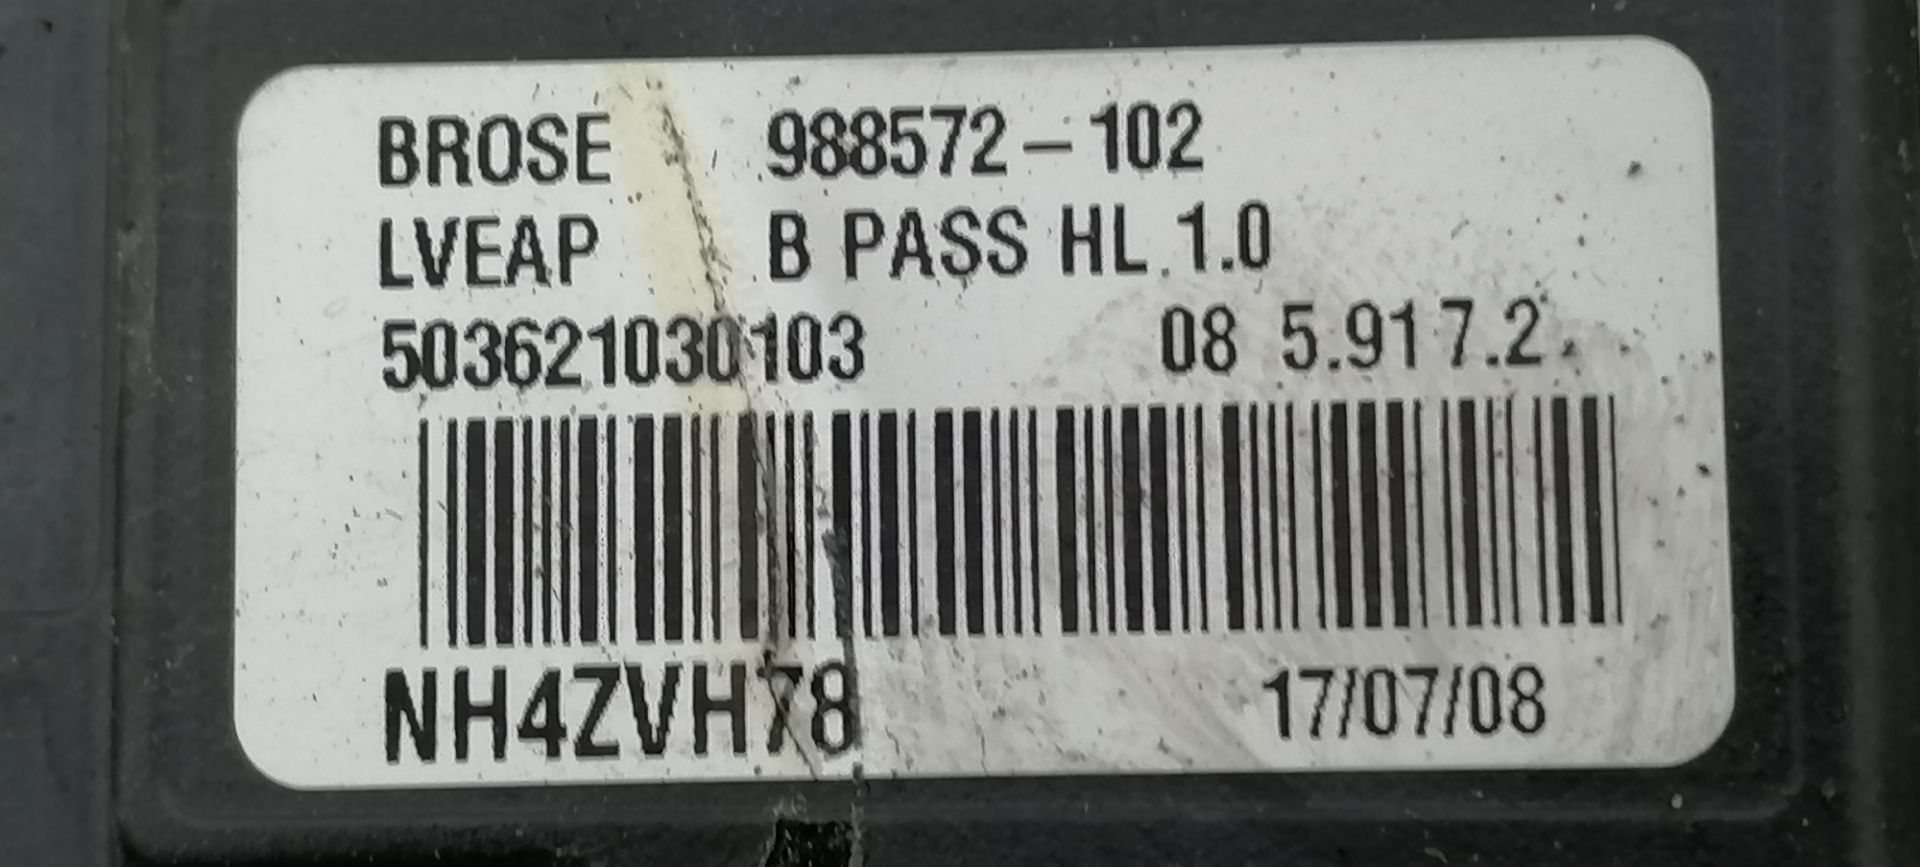 BROSE 988572-102
LVEAP B PASS HL 1.0
503621030103 08 5.917.2
NH4ZVH78 17/07/08